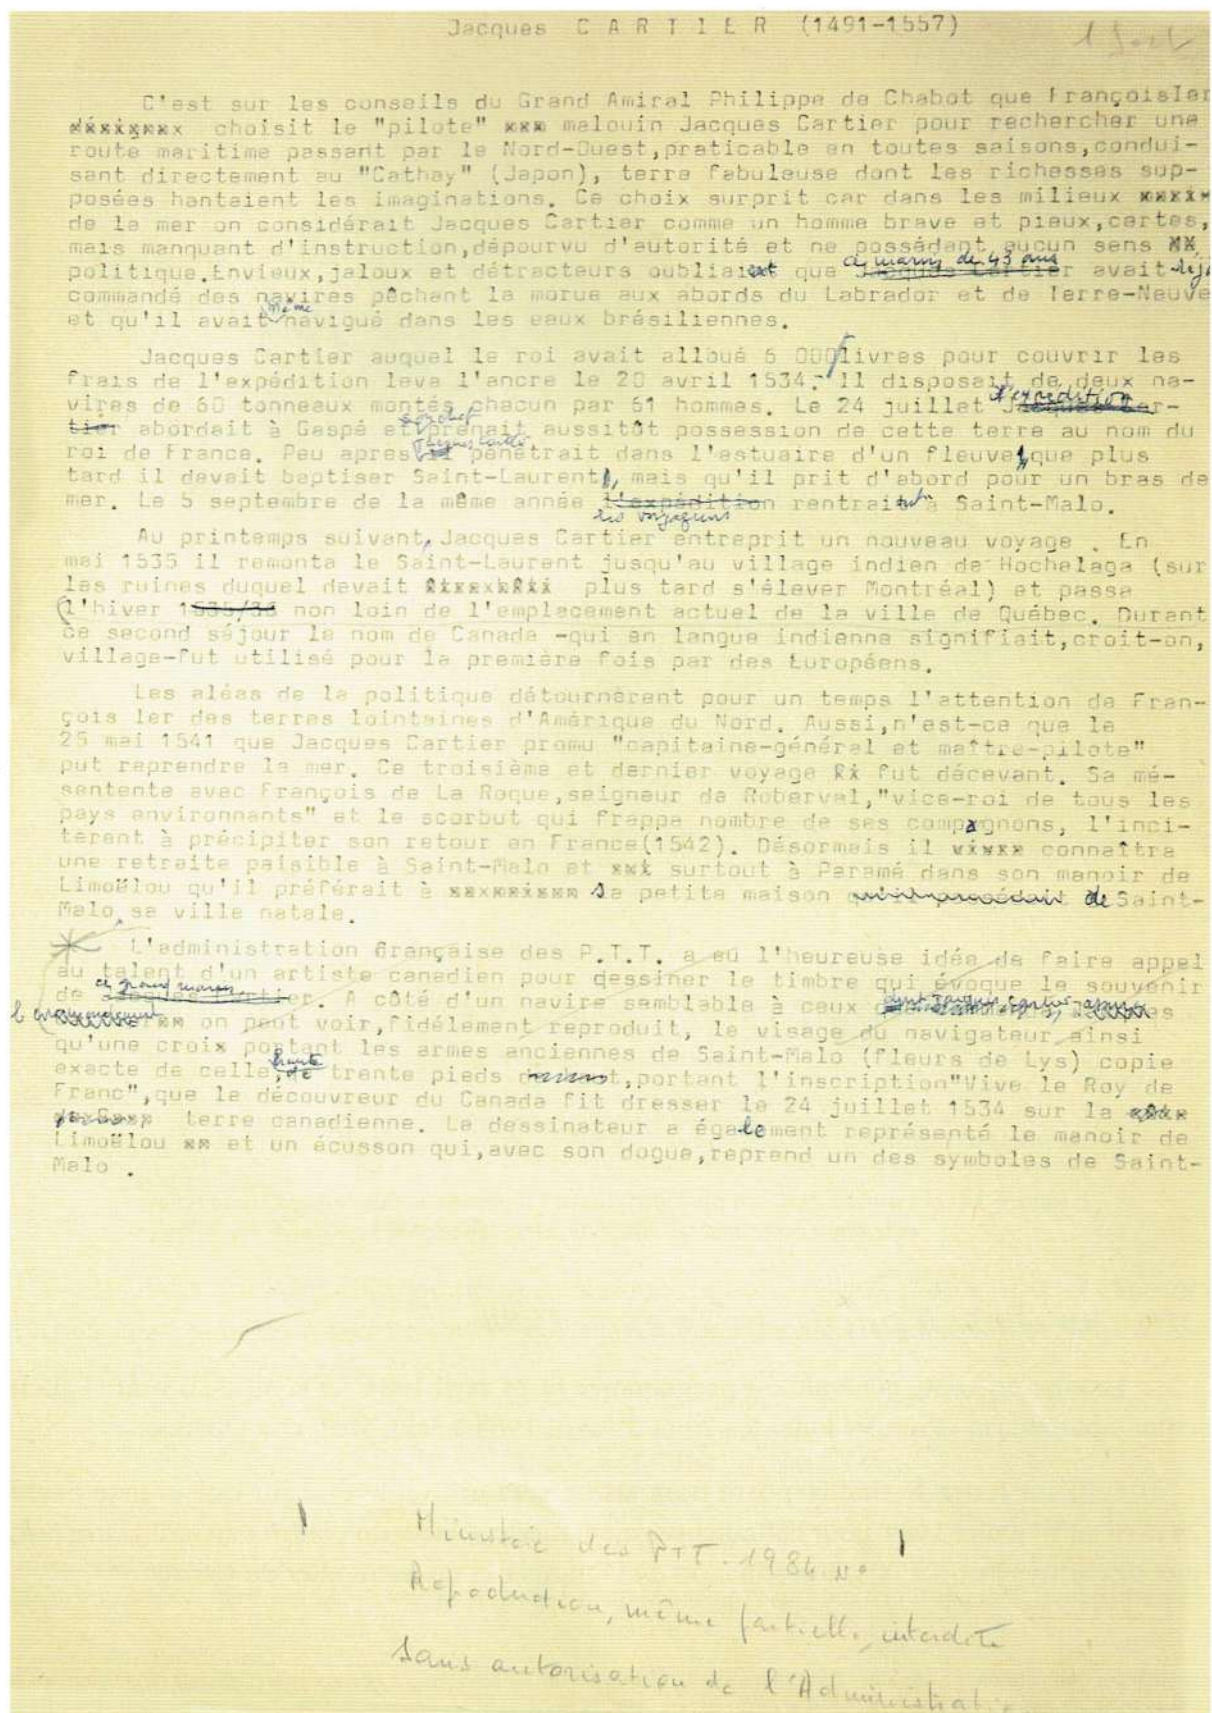 Jacques C A R T I E R (1491-1557)
C'est sur les conseils du Grand Amiral Philippe de Chabot que FrançoisIer
choisit le "pilote" malouin Jacques Cartier pour rechercher une
route maritime passant par le Nord-Ouest,praticable en toutes saisons,condui-
sant directement au "Cathay" (Japon), terre fabuleuse dont les richesses sup-
posées hantaient les imaginations. Ce choix surprit car dans les milieux
de la mer on considérait Jacques Cartier comme un homme brave et pieux,certes,
mais manquant d'instruction,dépourvu d'autorité et ne possédant aucun sens
politique.Envieux,jaloux et détracteurs oubliaient que ce marin de 43 ans avait déjà
commandé des navires pêchant la morue aux abords du Labrador et de Terre-Neuve
et qu'il avait même navigué dans les eaux brésiliennes.
Jacques Cartier auquel le roi avait alloué 6 000 livres pour couvrir les
frais de l'expédition leva l'ancre le 20 avril 1534. Il disposait de deux na-
vires de 60 tonneaux montés chacun par 61 hommes. Le 24 juillet l'expédition
abordait à Gaspé et son chef prenait aussitôt possession de cette terre au nom du
roi de France. Peu apres Jacques Cartier pénétrait dans l'estuaire d'un fleuve,que plus
tard il devait baptiser Saint-Laurent, mais qu'il prit d'abord pour un bras de
mer. Le 5 septembre de la même année les voyageurs rentraient à Saint-Malo.
Au printemps suivant, Jacques Cartier entreprit un nouveau voyage . En
mai 1535 il remonta le Saint-Laurent jusqu'au village indien de Hochelaga (sur
les ruines duquel devait plus tard s'élever Montréal) et passa
l'hiver 1535/36 non loin de l'emplacement actuel de la ville de Québec. Durant
ce second séjour le nom de Canada -qui en langue indienne signifiait,croit-on,
village-fut utilisé pour la première fois par des Européens.
Les aléas de la politique détournèrent pour un temps l'attention de Fran-
çois Ier des terres lointaines d'Amérique du Nord. Aussi,n'est-ce que le
25 mai 1541 que Jacques Cartier promu "capitaine-général et maître-pilote"
put reprendre la mer. Ce troisième et dernier voyage fut décevant. Sa mé-
sentente avec François de La Roque,seigneur de Roberval,"vice-roi de tous les
pays environnants" et le scorbut qui frappa nombre de ses compagnons, l'inci-
tèrent à précipiter son retour en France(1542). Désormais il connaîtra
une retraite paisible à Saint-Malo et surtout à Paramé dans son manoir de
Limoëlou qu'il préférait à sa petite maison de Saint-
Malo,sa ville natale.
L'administration française des P.T.T. a eu l'heureuse idée de faire appel
au talent d'un artiste canadien pour dessiner le timbre qui évoque le souvenir
de ce grand marin. A côté d'un navire semblable à ceux dont Jacques Cartier assura
le commandement on peut voir,fidèlement reproduit, le visage du navigateur ainsi
qu'une croix portant les armes anciennes de Saint-Malo (fleurs de Lys) copie
exacte de celle, haute de trente pieds,portant l'inscription"Vive le Roy de
Franc",que le découvreur du Canada fit dresser le 24 juillet 1534 sur la
terre canadienne. Le dessinateur a également représenté le manoir de
Limoëlou et un écusson qui,avec son dogue,reprend un des symboles de Saint-
Malo .
Ministère des PTT. 1984 N°
Reproduction, même partielle, interdite
sans autorisation de l'Administration